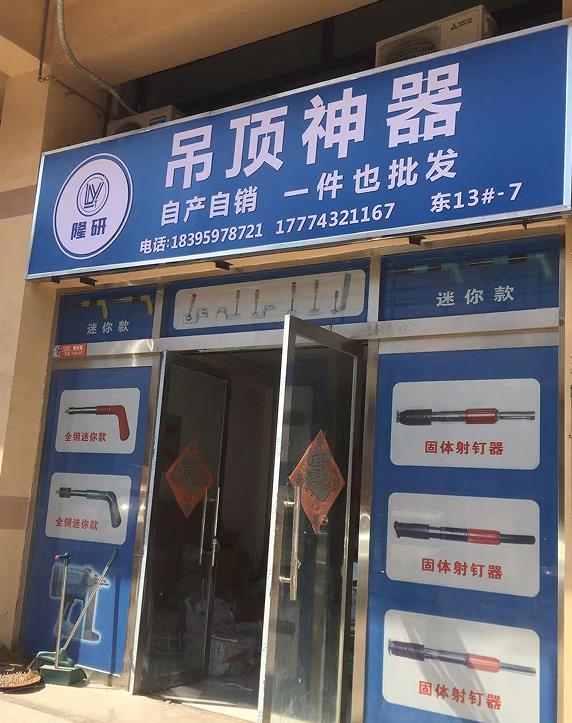 吊顶神器
自产自销 一件也批发
隆研
电话:18395978721 17774321167 东13#-7
迷你款
迷你款
全钢迷你款
全钢迷你款
固体射钉器
固体射钉器
固体射钉器